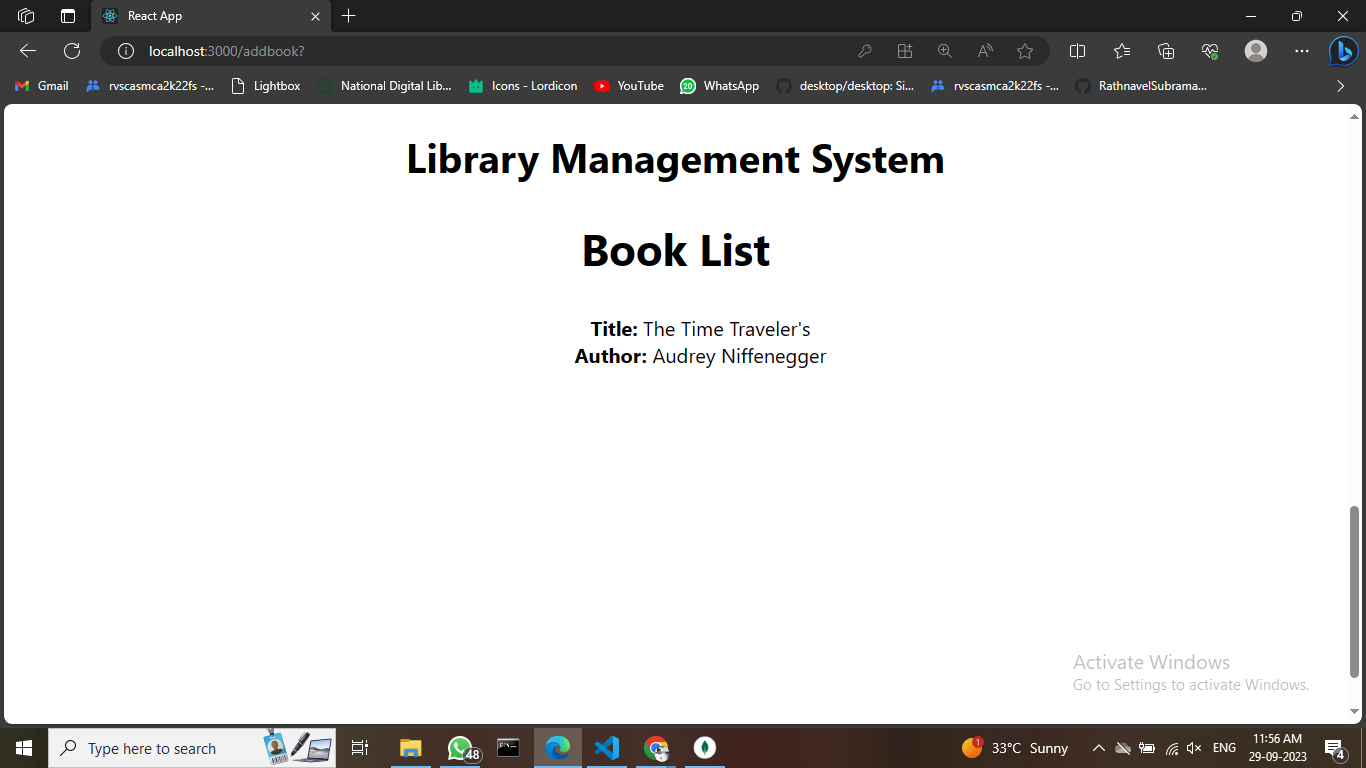 React App
localhost:3000/addbook?
Gmail rvscasmca2k22fs -... Lightbox National Digital Lib... Icons - Lordicon YouTube 20 WhatsApp desktop/desktop: Si... rvscasmca2k22fs -... RathnavelSubrama...
Library Management System
Book List
Title: The Time Traveler's
Author: Audrey Niffenegger
Activate Windows
Go to Settings to activate Windows.
Type here to search 48 1 33°C Sunny ENG 11:56 AM 4
29-09-2023